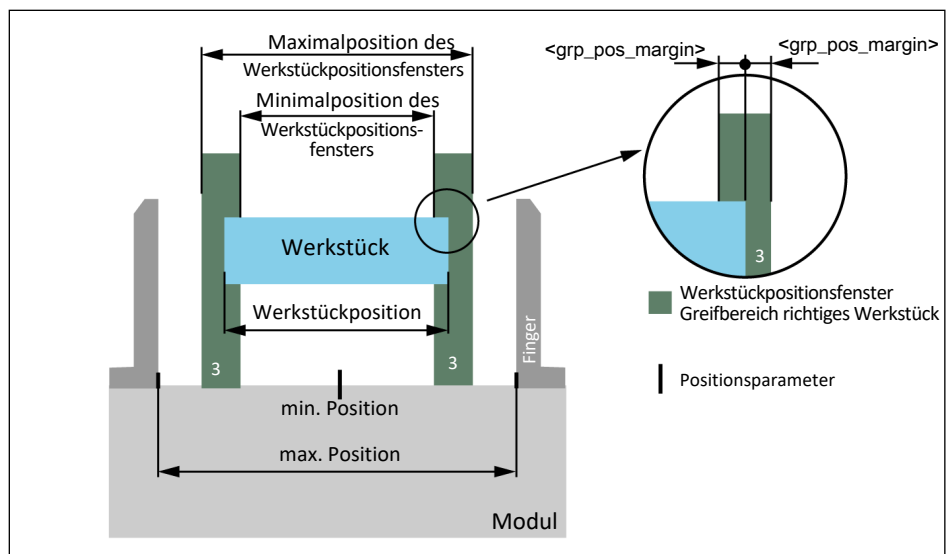 Maximalposition des
Werkstückpositionsfensters
Minimalposition des
Werkstückpositions-
fensters
Werkstück
Werkstückposition
3
3
Finger
min. Position
max. Position
Modul
<grp_pos_margin>
<grp_pos_margin>
3
Werkstückpositionsfenster
Greifbereich richtiges Werkstück
Positionsparameter